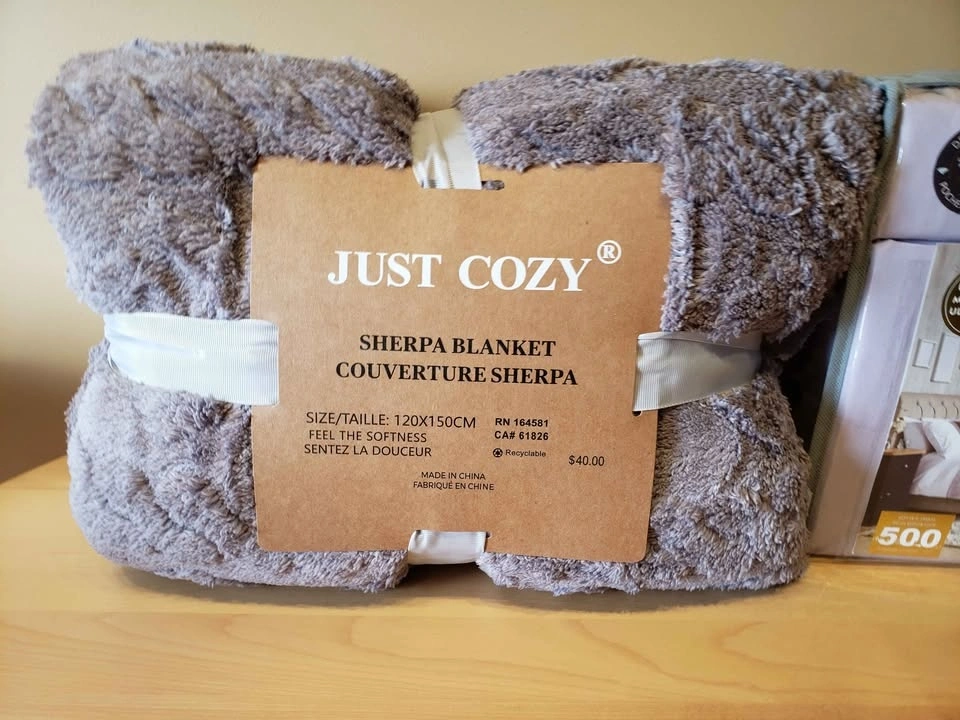 JUST COZY®
SHERPA BLANKET
COUVERTURE SHERPA
SIZE/TAILLE: 120X150CM
FEEL THE SOFTNESS
SENTEZ LA DOUCEUR
RN 164581
CA# 61826
Recyclable
$40.00
MADE IN CHINA
FABRIQUÉ EN CHINE
500